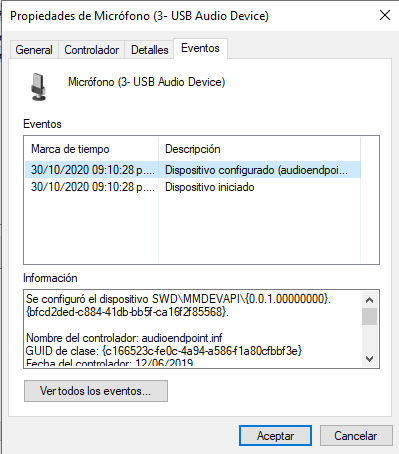 Propiedades de Micrófono (3- USB Audio Device)
General Controlador Detalles Eventos
Micrófono (3- USB Audio Device)
Eventos
Marca de tiempo Descripción
30/10/2020 09:10:28 p.... Dispositivo configurado (audioendpoi...
30/10/2020 09:10:28 p.... Dispositivo iniciado
Información
Se configuró el dispositivo SWD\MMDEVAPI\{0.0.1.00000000}.
{bfcd2ded-c884-41db-bb5f-ca16f2f85568}.
Nombre del controlador: audioendpoint.inf
GUID de clase: {c166523c-fe0c-4a94-a586-f1a80cfbbf3e}
Fecha del controlador: 12/06/2019
Ver todos los eventos...
Aceptar Cancelar